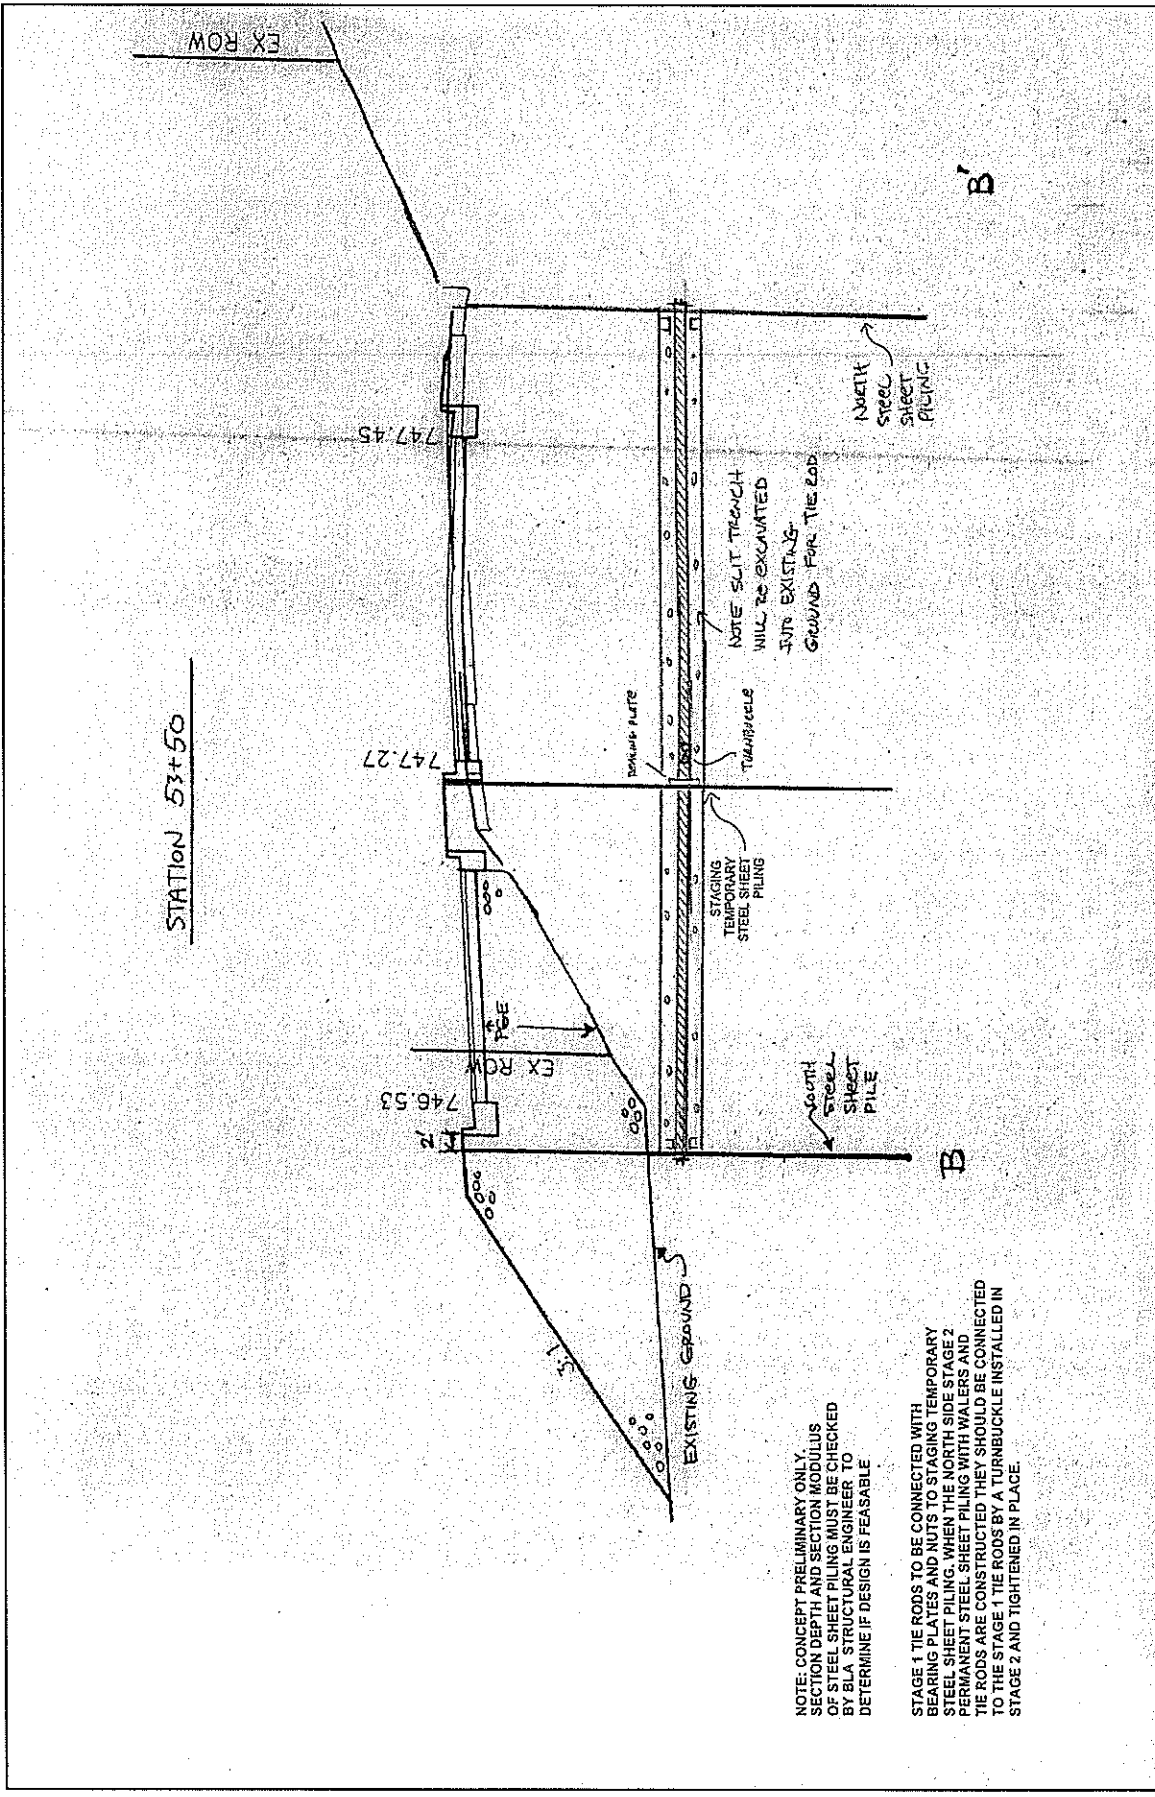 STATION 53+50
EX ROW
747.45
747.27
746.53
2'
EX ROW
PGE
3:1
EXISTING GROUND
BEARING PLATE
TURNBUCKLE
STAGING
TEMPORARY
STEEL SHEET
PILING
NOTE SLIT TRENCH
WILL BE EXCAVATED
INTO EXISTING
GROUND FOR TIE ROD
NORTH
STEEL
SHEET
PILING
SOUTH
STEEL
SHEET
PILE
B
B'
NOTE: CONCEPT PRELIMINARY ONLY.
SECTION DEPTH AND SECTION MODULUS
OF STEEL SHEET PILING MUST BE CHECKED
BY BLA STRUCTURAL ENGINEER TO
DETERMINE IF DESIGN IS FEASABLE
STAGE 1 TIE RODS TO BE CONNECTED WITH
BEARING PLATES AND NUTS TO STAGING TEMPORARY
STEEL SHEET PILING. WHEN THE NORTH SIDE STAGE 2
PERMANENT STEEL SHEET PILING WITH WALERS AND
TIE RODS ARE CONSTRUCTED THEY SHOULD BE CONNECTED
TO THE STAGE 1 TIE RODS BY A TURNBUCKLE INSTALLED IN
STAGE 2 AND TIGHTENED IN PLACE.